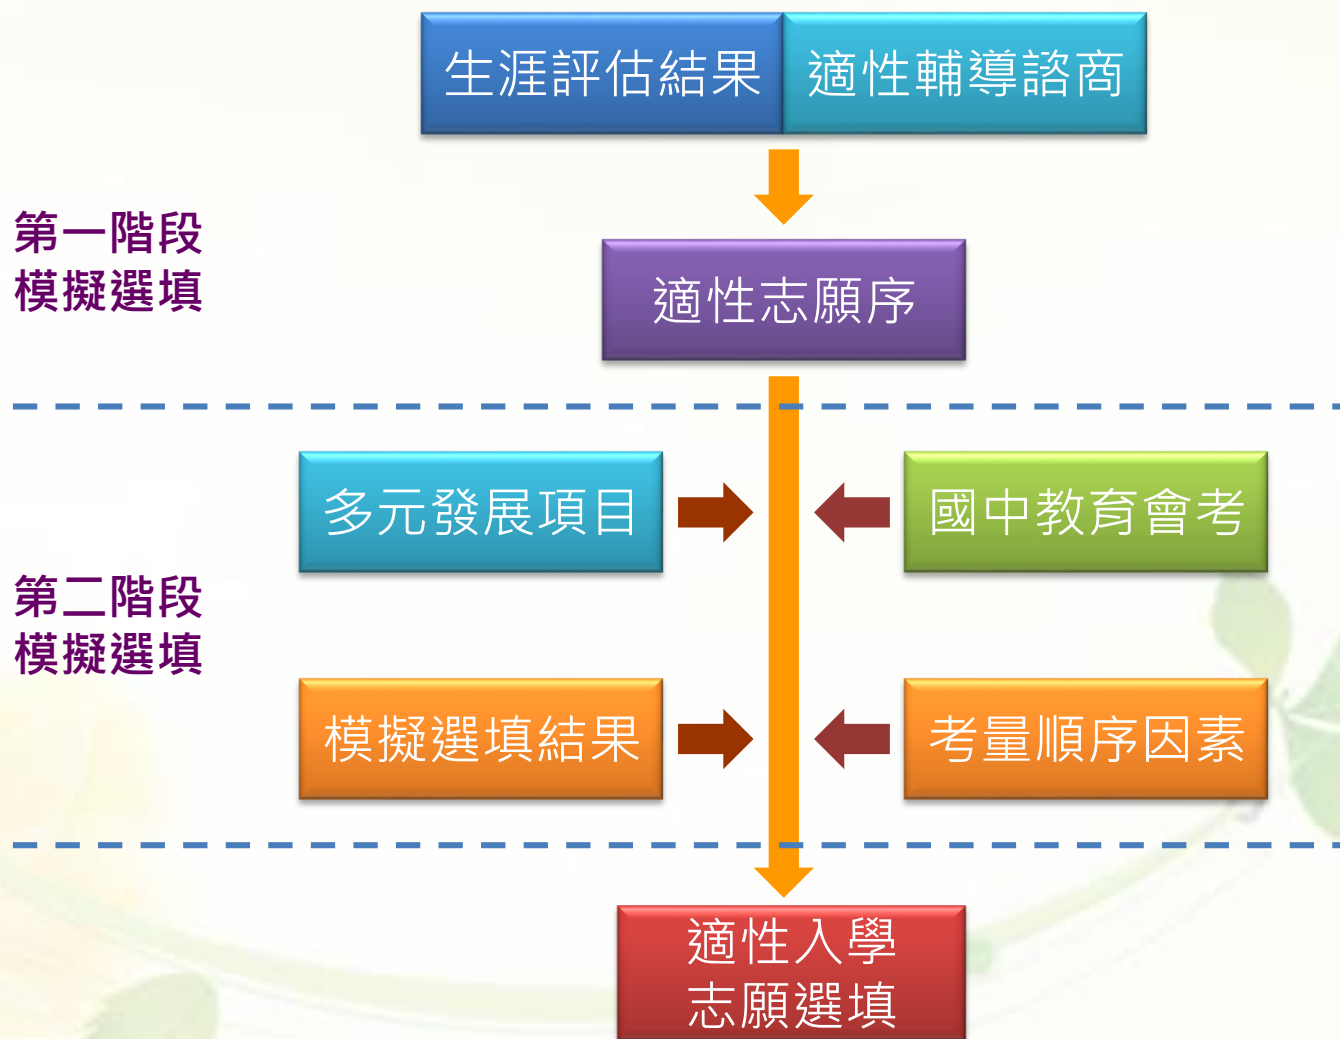 生涯評估結果
適性輔導諮商
第一階段
模擬選填
適性志願序
多元發展項目
國中教育會考
第二階段
模擬選填
模擬選填結果
考量順序因素
適性入學
志願選填